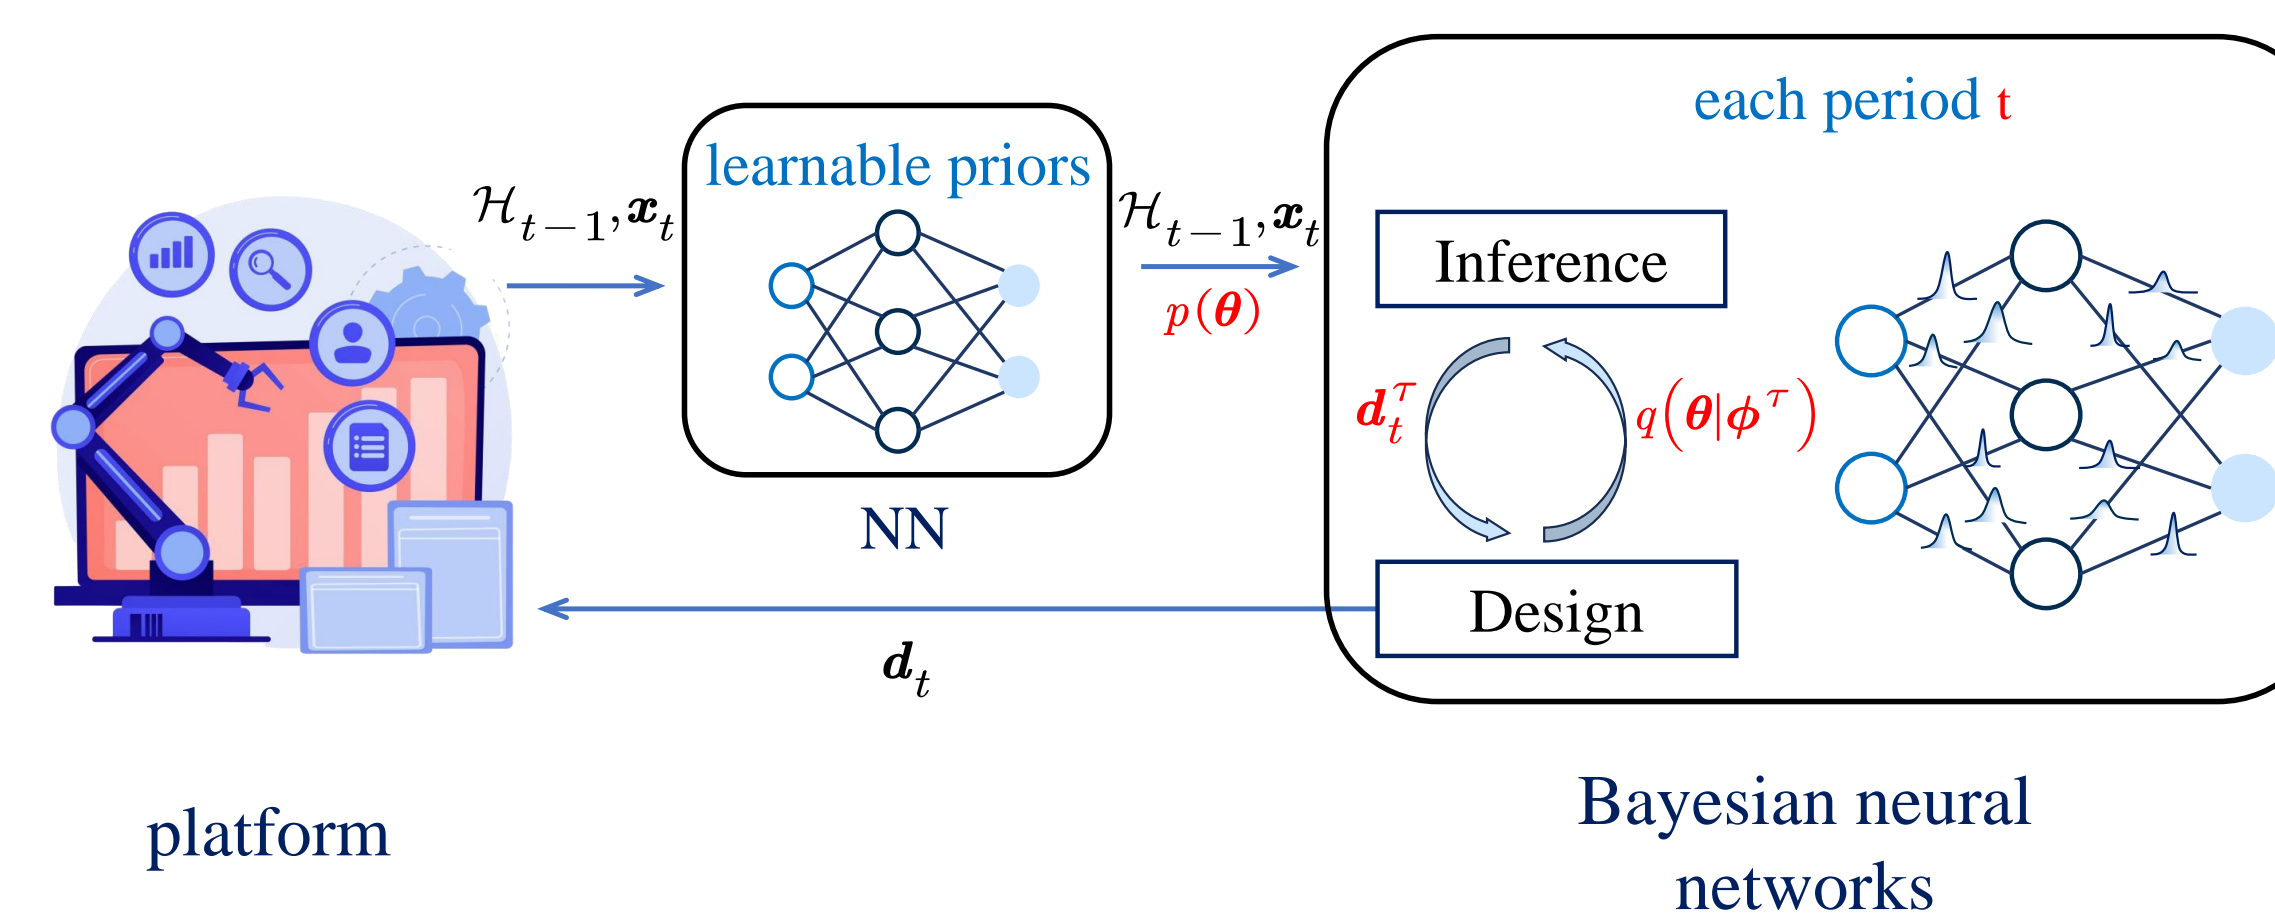 each period t
learnable priors
ℋ_{t−1}, 𝒙_t
ℋ_{t−1}, 𝒙_t
p(𝜽)
Inference
𝒅_t^τ
q(𝜽|𝝓^τ)
NN
Design
𝒅_t
platform
Bayesian neural
networks